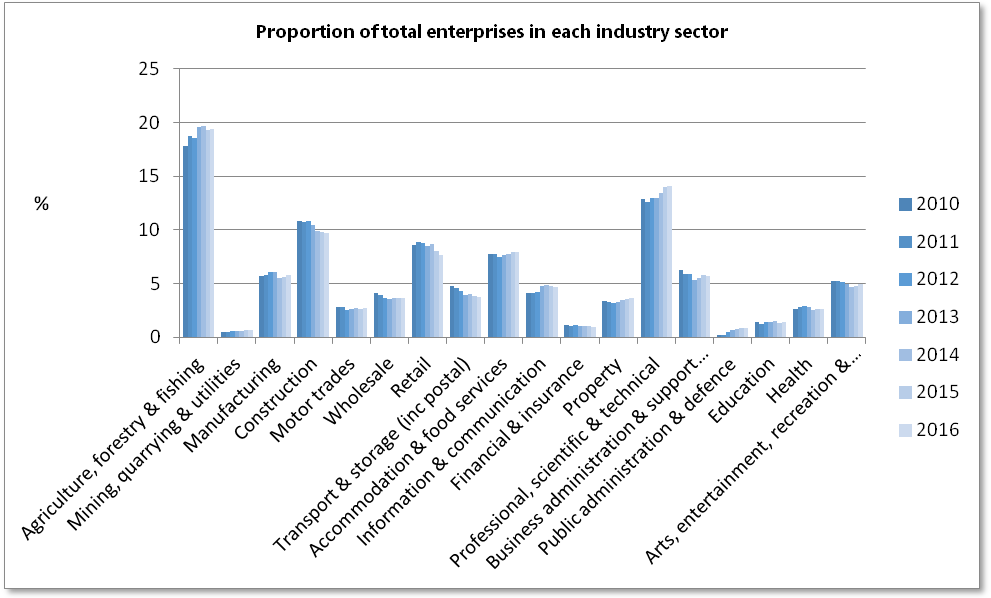 Proportion of total enterprises in each industry sector
25
20
15
10
5
0
%
Agriculture, forestry & fishing
Mining, quarrying & utilities
Manufacturing
Construction
Motor trades
Wholesale
Retail
Transport & storage (inc postal)
Accommodation & food services
Information & communication
Financial & insurance
Property
Professional, scientific & technical
Business administration & support...
Public administration & defence
Education
Health
Arts, entertainment, recreation &...
2010
2011
2012
2013
2014
2015
2016